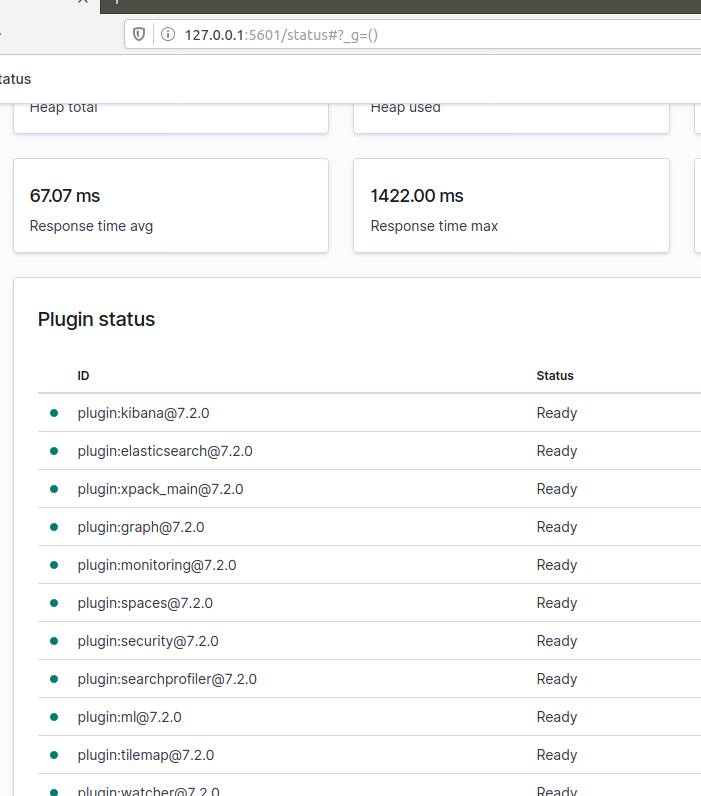 127.0.0.1:5601/status#?_g=()
tatus
Heap total
Heap used
67.07 ms
Response time avg
1422.00 ms
Response time max
Plugin status
ID Status
plugin:kibana@7.2.0 Ready
plugin:elasticsearch@7.2.0 Ready
plugin:xpack_main@7.2.0 Ready
plugin:graph@7.2.0 Ready
plugin:monitoring@7.2.0 Ready
plugin:spaces@7.2.0 Ready
plugin:security@7.2.0 Ready
plugin:searchprofiler@7.2.0 Ready
plugin:ml@7.2.0 Ready
plugin:tilemap@7.2.0 Ready
plugin:watcher@7.2.0 Ready